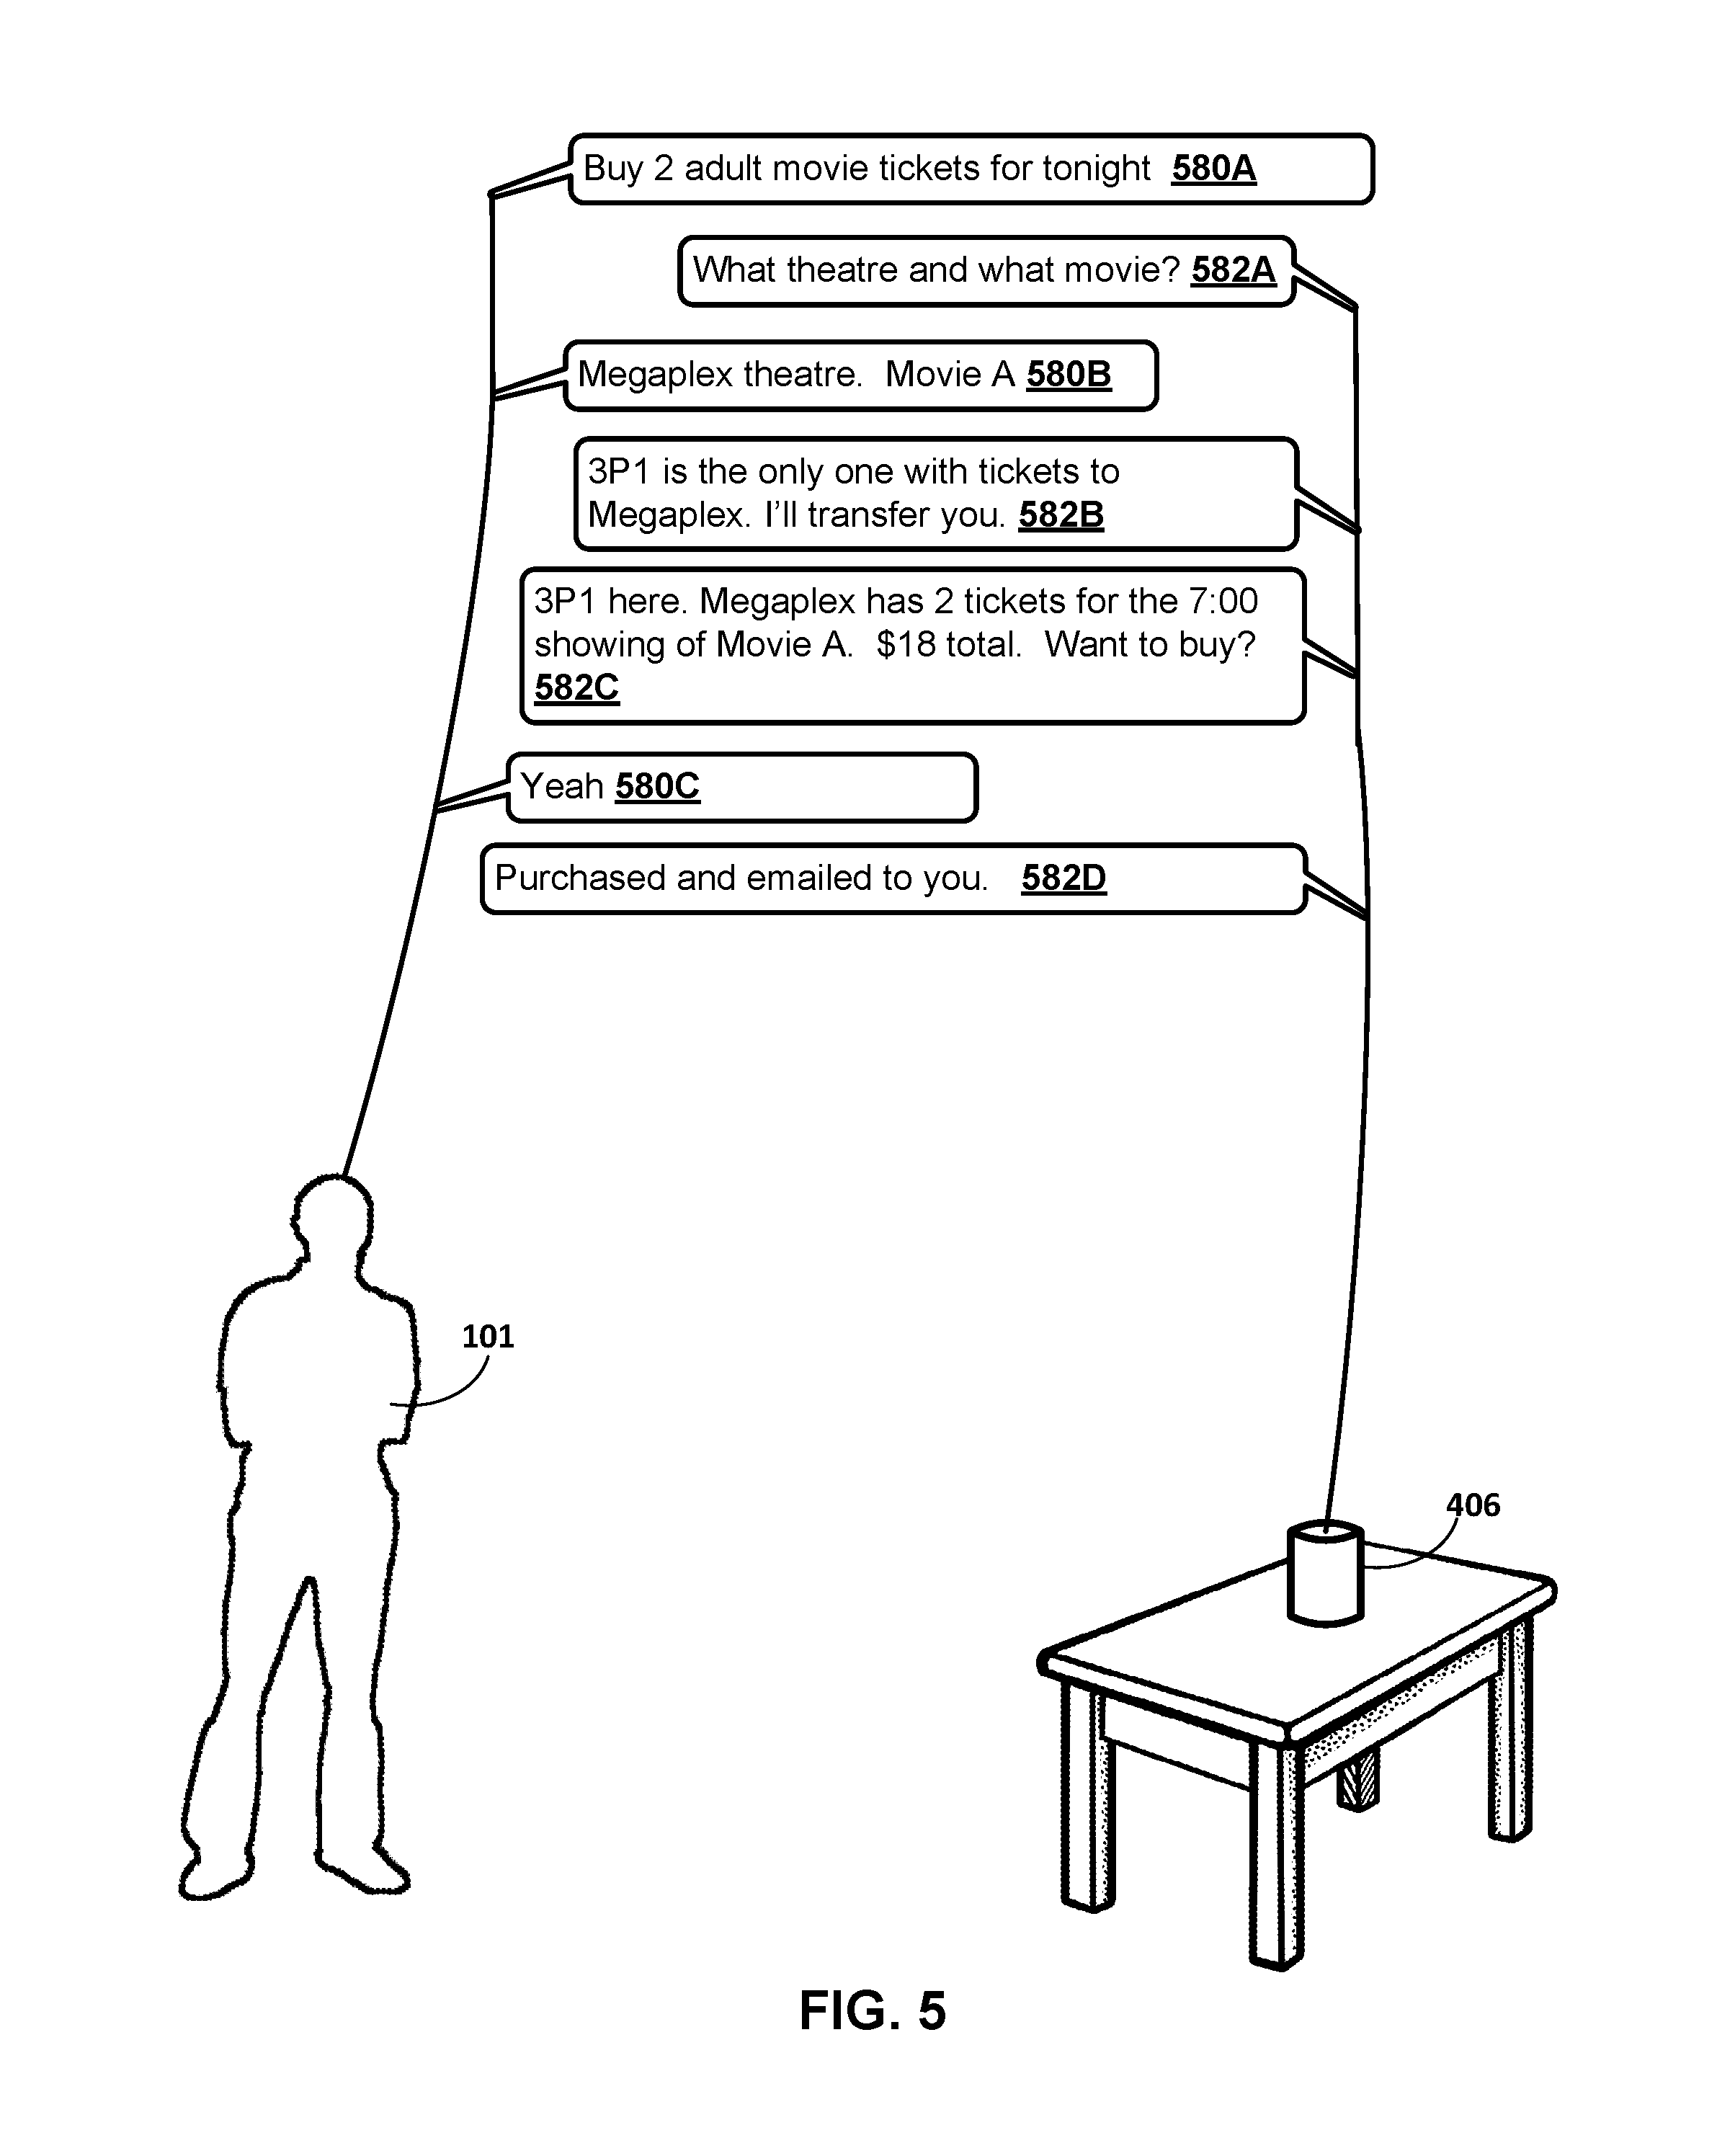 Buy 2 adult movie tickets for tonight 580A
What theatre and what movie? 582A
Megaplex theatre. Movie A 580B
3P1 is the only one with tickets to
Megaplex. I'll transfer you. 582B
3P1 here. Megaplex has 2 tickets for the 7:00
showing of Movie A. $18 total. Want to buy?
582C
Yeah 580C
Purchased and emailed to you. 582D
101
406
FIG. 5